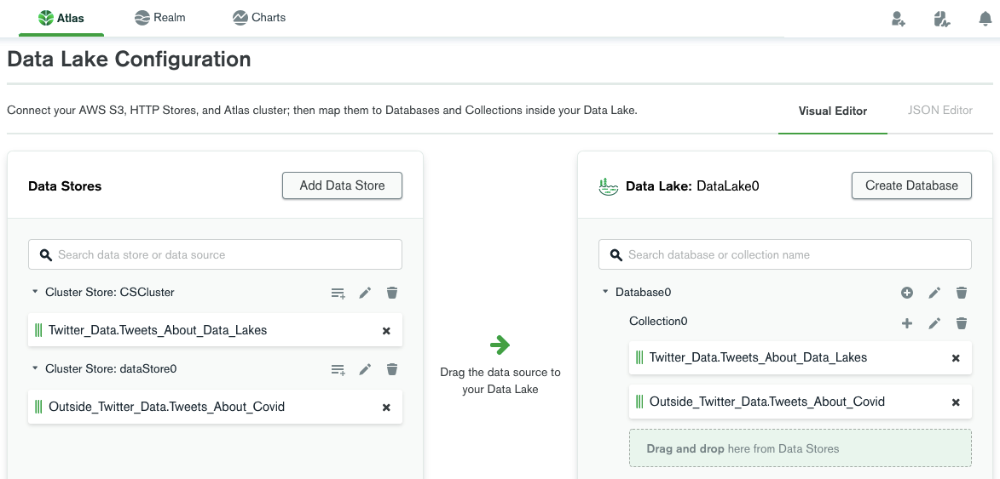 Atlas
Realm
Charts
Data Lake Configuration
Connect your AWS S3, HTTP Stores, and Atlas cluster; then map them to Databases and Collections inside your Data Lake.
Visual Editor
JSON Editor
Data Stores
Add Data Store
Search data store or data source
Cluster Store: CSCluster
Twitter_Data.Tweets_About_Data_Lakes
Cluster Store: dataStore0
Outside_Twitter_Data.Tweets_About_Covid
Drag the data source to
your Data Lake
Data Lake: DataLake0
Create Database
Search database or collection name
Database0
Collection0
Twitter_Data.Tweets_About_Data_Lakes
Outside_Twitter_Data.Tweets_About_Covid
Drag and drop here from Data Stores